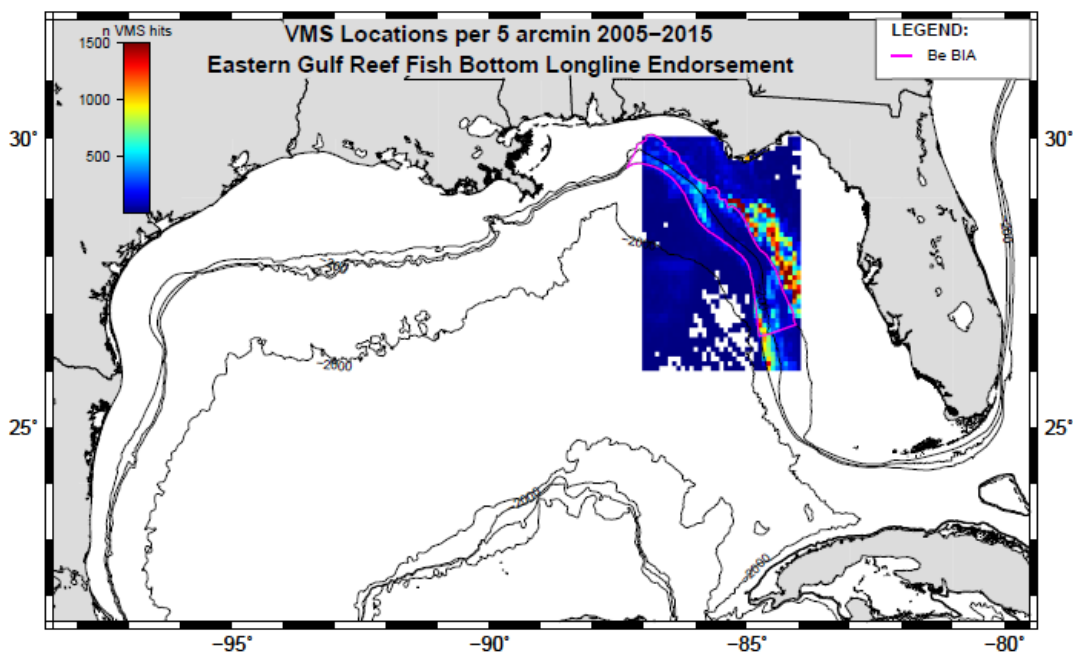 n VMS hits
1500
1000
500
VMS Locations per 5 arcmin 2005−2015
Eastern Gulf Reef Fish Bottom Longline Endorsement
LEGEND:
Be BIA
30°
30°
25°
25°
−2000
−2000
−2000
−95°
−90°
−85°
−80°